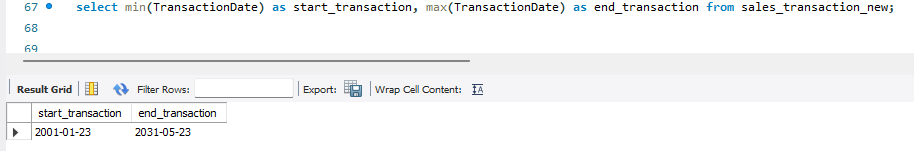 67 select min(TransactionDate) as start_transaction, max(TransactionDate) as end_transaction from sales_transaction_new;
68
69
Result Grid Filter Rows: Export: Wrap Cell Content:
start_transaction end_transaction
2001-01-23 2031-05-23